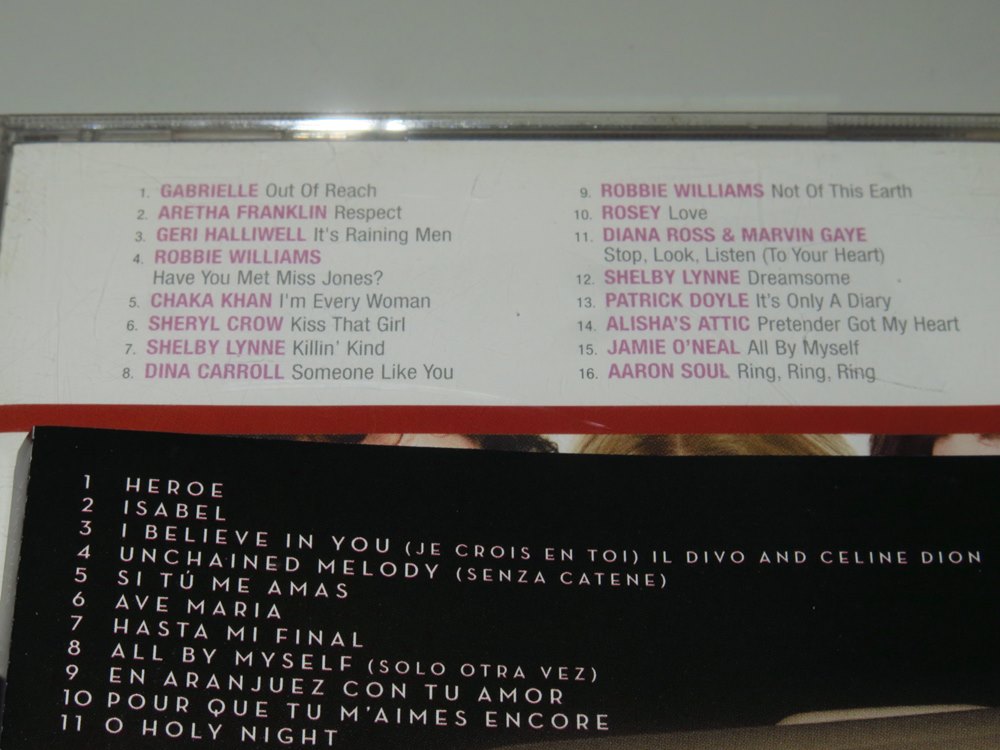 1. GABRIELLE Out Of Reach
2. ARETHA FRANKLIN Respect
3. GERI HALLIWELL It's Raining Men
4. ROBBIE WILLIAMS
Have You Met Miss Jones?
5. CHAKA KHAN I'm Every Woman
6. SHERYL CROW Kiss That Girl
7. SHELBY LYNNE Killin' Kind
8. DINA CARROLL Someone Like You
9. ROBBIE WILLIAMS Not Of This Earth
10. ROSEY Love
11. DIANA ROSS & MARVIN GAYE
Stop, Look, Listen (To Your Heart)
12. SHELBY LYNNE Dreamsome
13. PATRICK DOYLE It's Only A Diary
14. ALISHA'S ATTIC Pretender Got My Heart
15. JAMIE O'NEAL All By Myself
16. AARON SOUL Ring, Ring, Ring
1 HEROE
2 ISABEL
3 I BELIEVE IN YOU (JE CROIS EN TOI) IL DIVO AND CELINE DION
4 UNCHAINED MELODY (SENZA CATENE)
5 SI TÚ ME AMAS
6 AVE MARIA
7 HASTA MI FINAL
8 ALL BY MYSELF (SOLO OTRA VEZ)
9 EN ARANJUEZ CON TU AMOR
10 POUR QUE TU M'AIMES ENCORE
11 O HOLY NIGHT